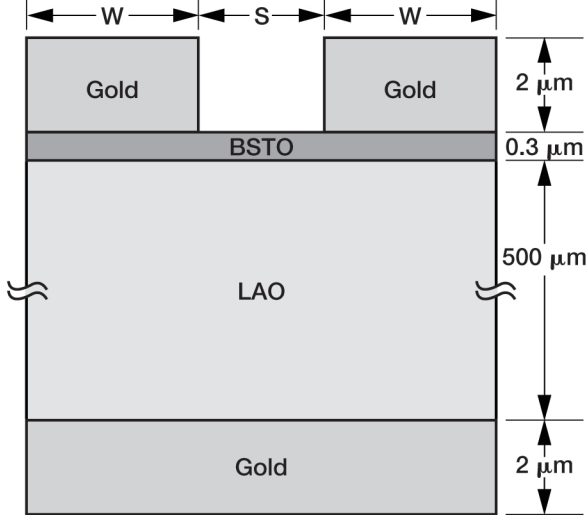 W S W
Gold Gold 2 μm
BSTO 0.3 μm
500 μm
LAO
Gold 2 μm